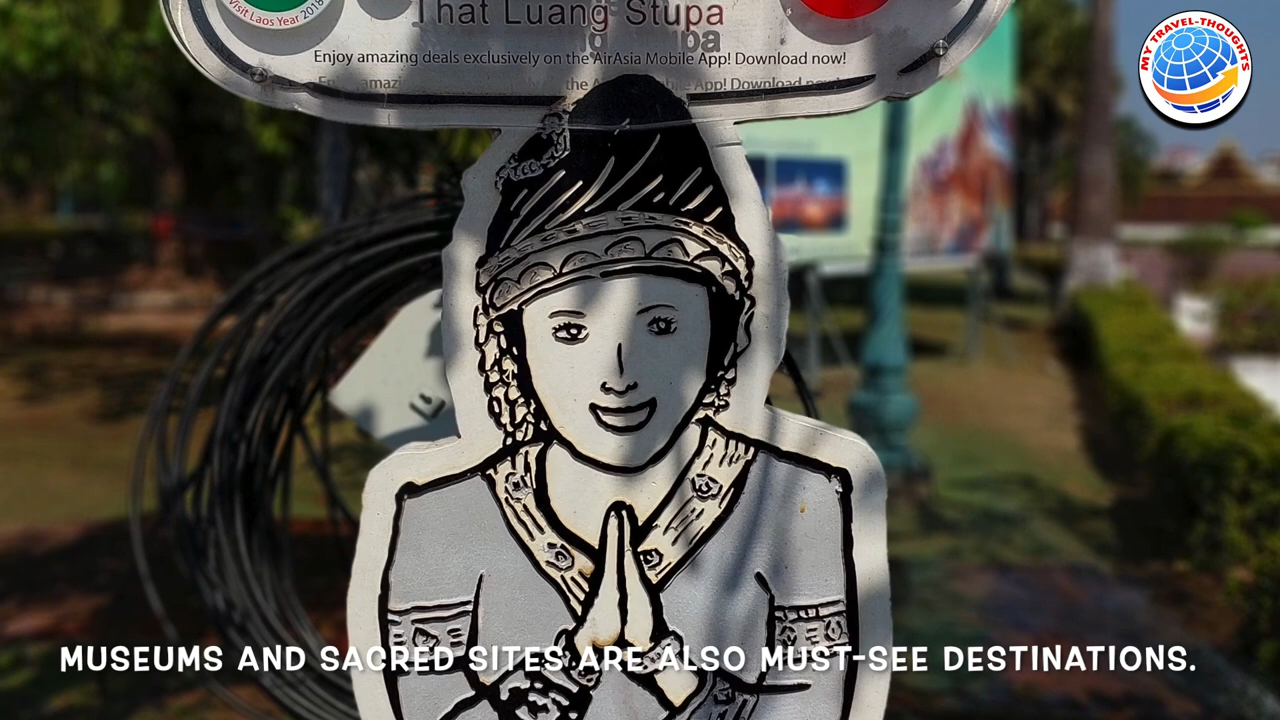 Visit Laos Year 2018
That Luang Stupa
Enjoy amazing deals exclusively on the AirAsia Mobile App! Download now!
MY TRAVEL-THOUGHTS
MUSEUMS AND SACRED SITES ARE ALSO MUST-SEE DESTINATIONS.